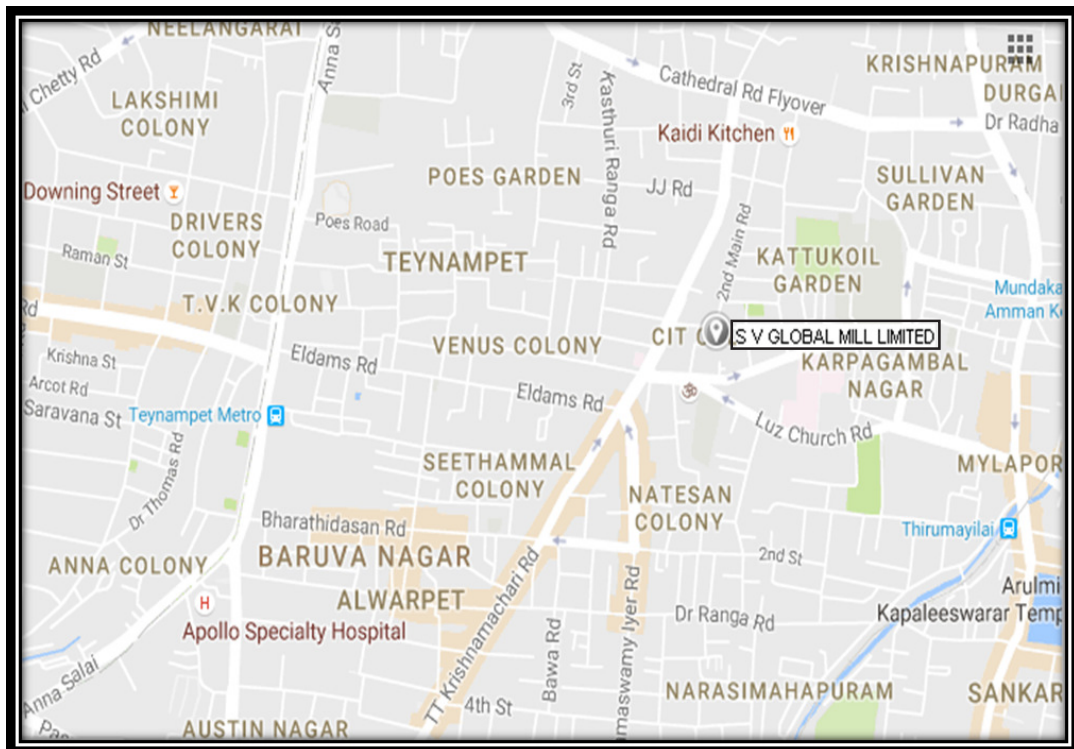 NEELANGARAI
Chetty Rd
Anna S
3rd St
Kasthuri Ranga Rd
Cathedral Rd Flyover
KRISHNAPURAM
DURGA
Dr Radha
LAKSHIMI
COLONY
Kaidi Kitchen
Downing Street
POES GARDEN
JJ Rd
SULLIVAN
GARDEN
DRIVERS
COLONY
Poes Road
Raman St
TEYNAMPET
2nd Main Rd
KATTUKOIL
GARDEN
Mundaka
Amman K
T.V.K COLONY
Rd
CIT
S V GLOBAL MILL LIMITED
VENUS COLONY
Krishna St
Eldams Rd
KARPAGAMBAL
NAGAR
Arcot Rd
Eldams Rd
Saravana St
Teynampet Metro
Luz Church Rd
Dr Thomas Rd
SEETHAMMAL
COLONY
MYLAPOR
NATESAN
COLONY
Bharathidasan Rd
Thirumayilai
ANNA COLONY
BARUVA NAGAR
2nd St
Arulmi
Kapaleeswarar Temp
ALWARPET
Apollo Specialty Hospital
H
TT Krishnamachari Rd
Bawa Rd
maswamy Iyer Rd
Dr Ranga Rd
Anna Salai
4th St
NARASIMAHAPURAM
SANKAR
AUSTIN NAGAR